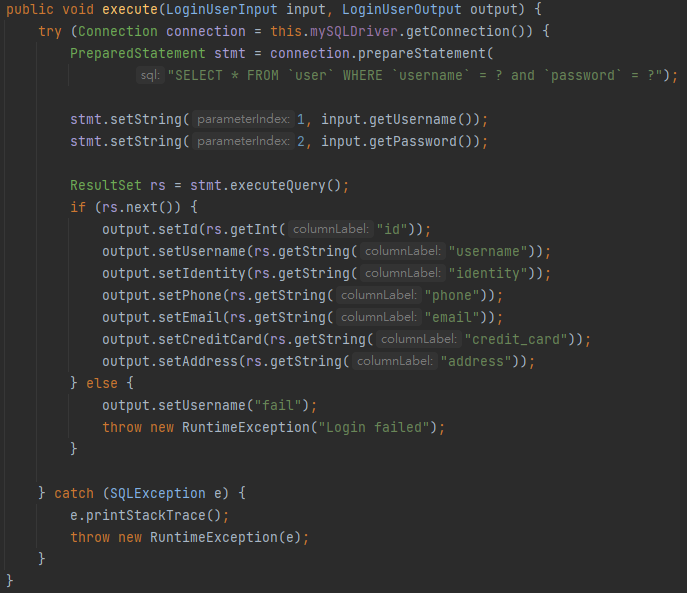 public void execute(LoginUserInput input, LoginUserOutput output) {
try (Connection connection = this.mySQLDriver.getConnection()) {
PreparedStatement stmt = connection.prepareStatement(
sql: "SELECT * FROM `user` WHERE `username` = ? and `password` = ?");
stmt.setString( parameterIndex: 1, input.getUsername());
stmt.setString( parameterIndex: 2, input.getPassword());
ResultSet rs = stmt.executeQuery();
if (rs.next()) {
output.setId(rs.getInt( columnLabel: "id"));
output.setUsername(rs.getString( columnLabel: "username"));
output.setIdentity(rs.getString( columnLabel: "identity"));
output.setPhone(rs.getString( columnLabel: "phone"));
output.setEmail(rs.getString( columnLabel: "email"));
output.setCreditCard(rs.getString( columnLabel: "credit_card"));
output.setAddress(rs.getString( columnLabel: "address"));
} else {
output.setUsername("fail");
throw new RuntimeException("Login failed");
}
} catch (SQLException e) {
e.printStackTrace();
throw new RuntimeException(e);
}
}